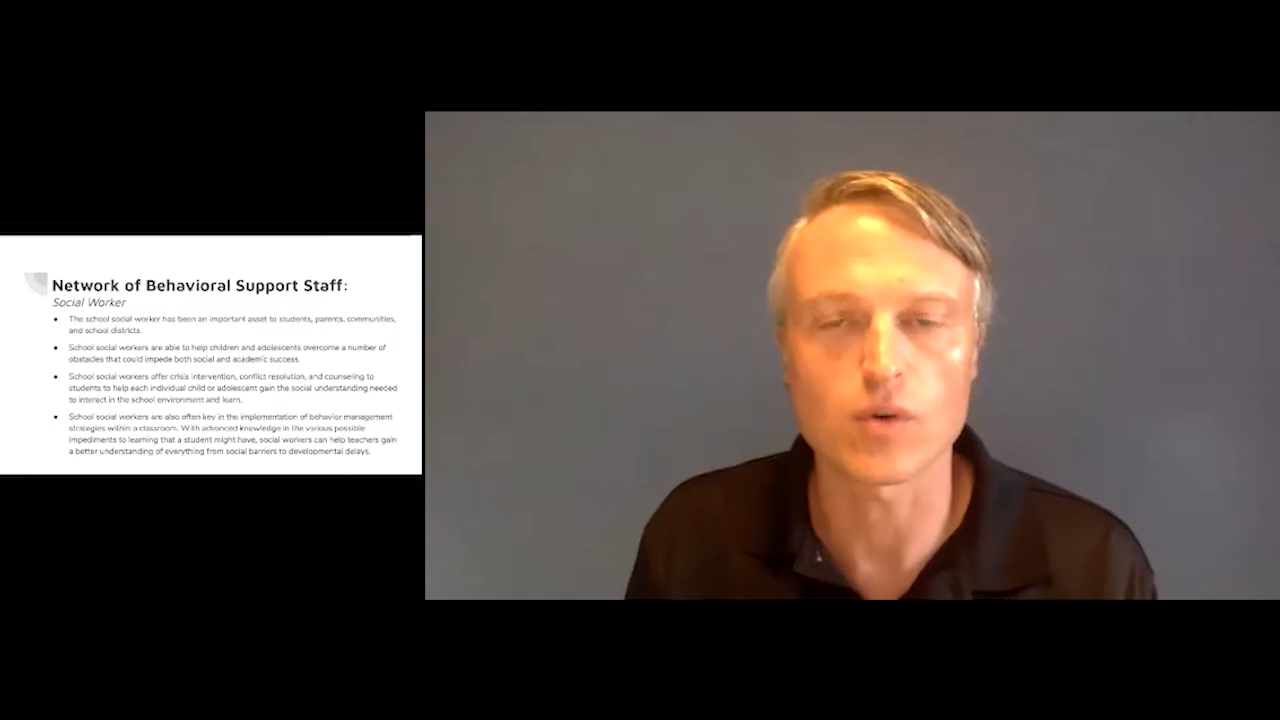 Network of Behavioral Support Staff:
Social Worker
• The school social worker has been an important asset to students, parents, communities,
and school districts.
• School social workers are able to help children and adolescents overcome a number of
obstacles that could impede both social and academic success.
• School social workers offer crisis intervention, conflict resolution, and counseling to
students to help each individual child or adolescent gain the social understanding needed
to interact in the school environment and learn.
• School social workers are also often key in the implementation of behavior management
strategies within a classroom. With advanced knowledge in the various possible
impediments to learning that a student might have, social workers can help teachers gain
a better understanding of everything from social barriers to developmental delays.